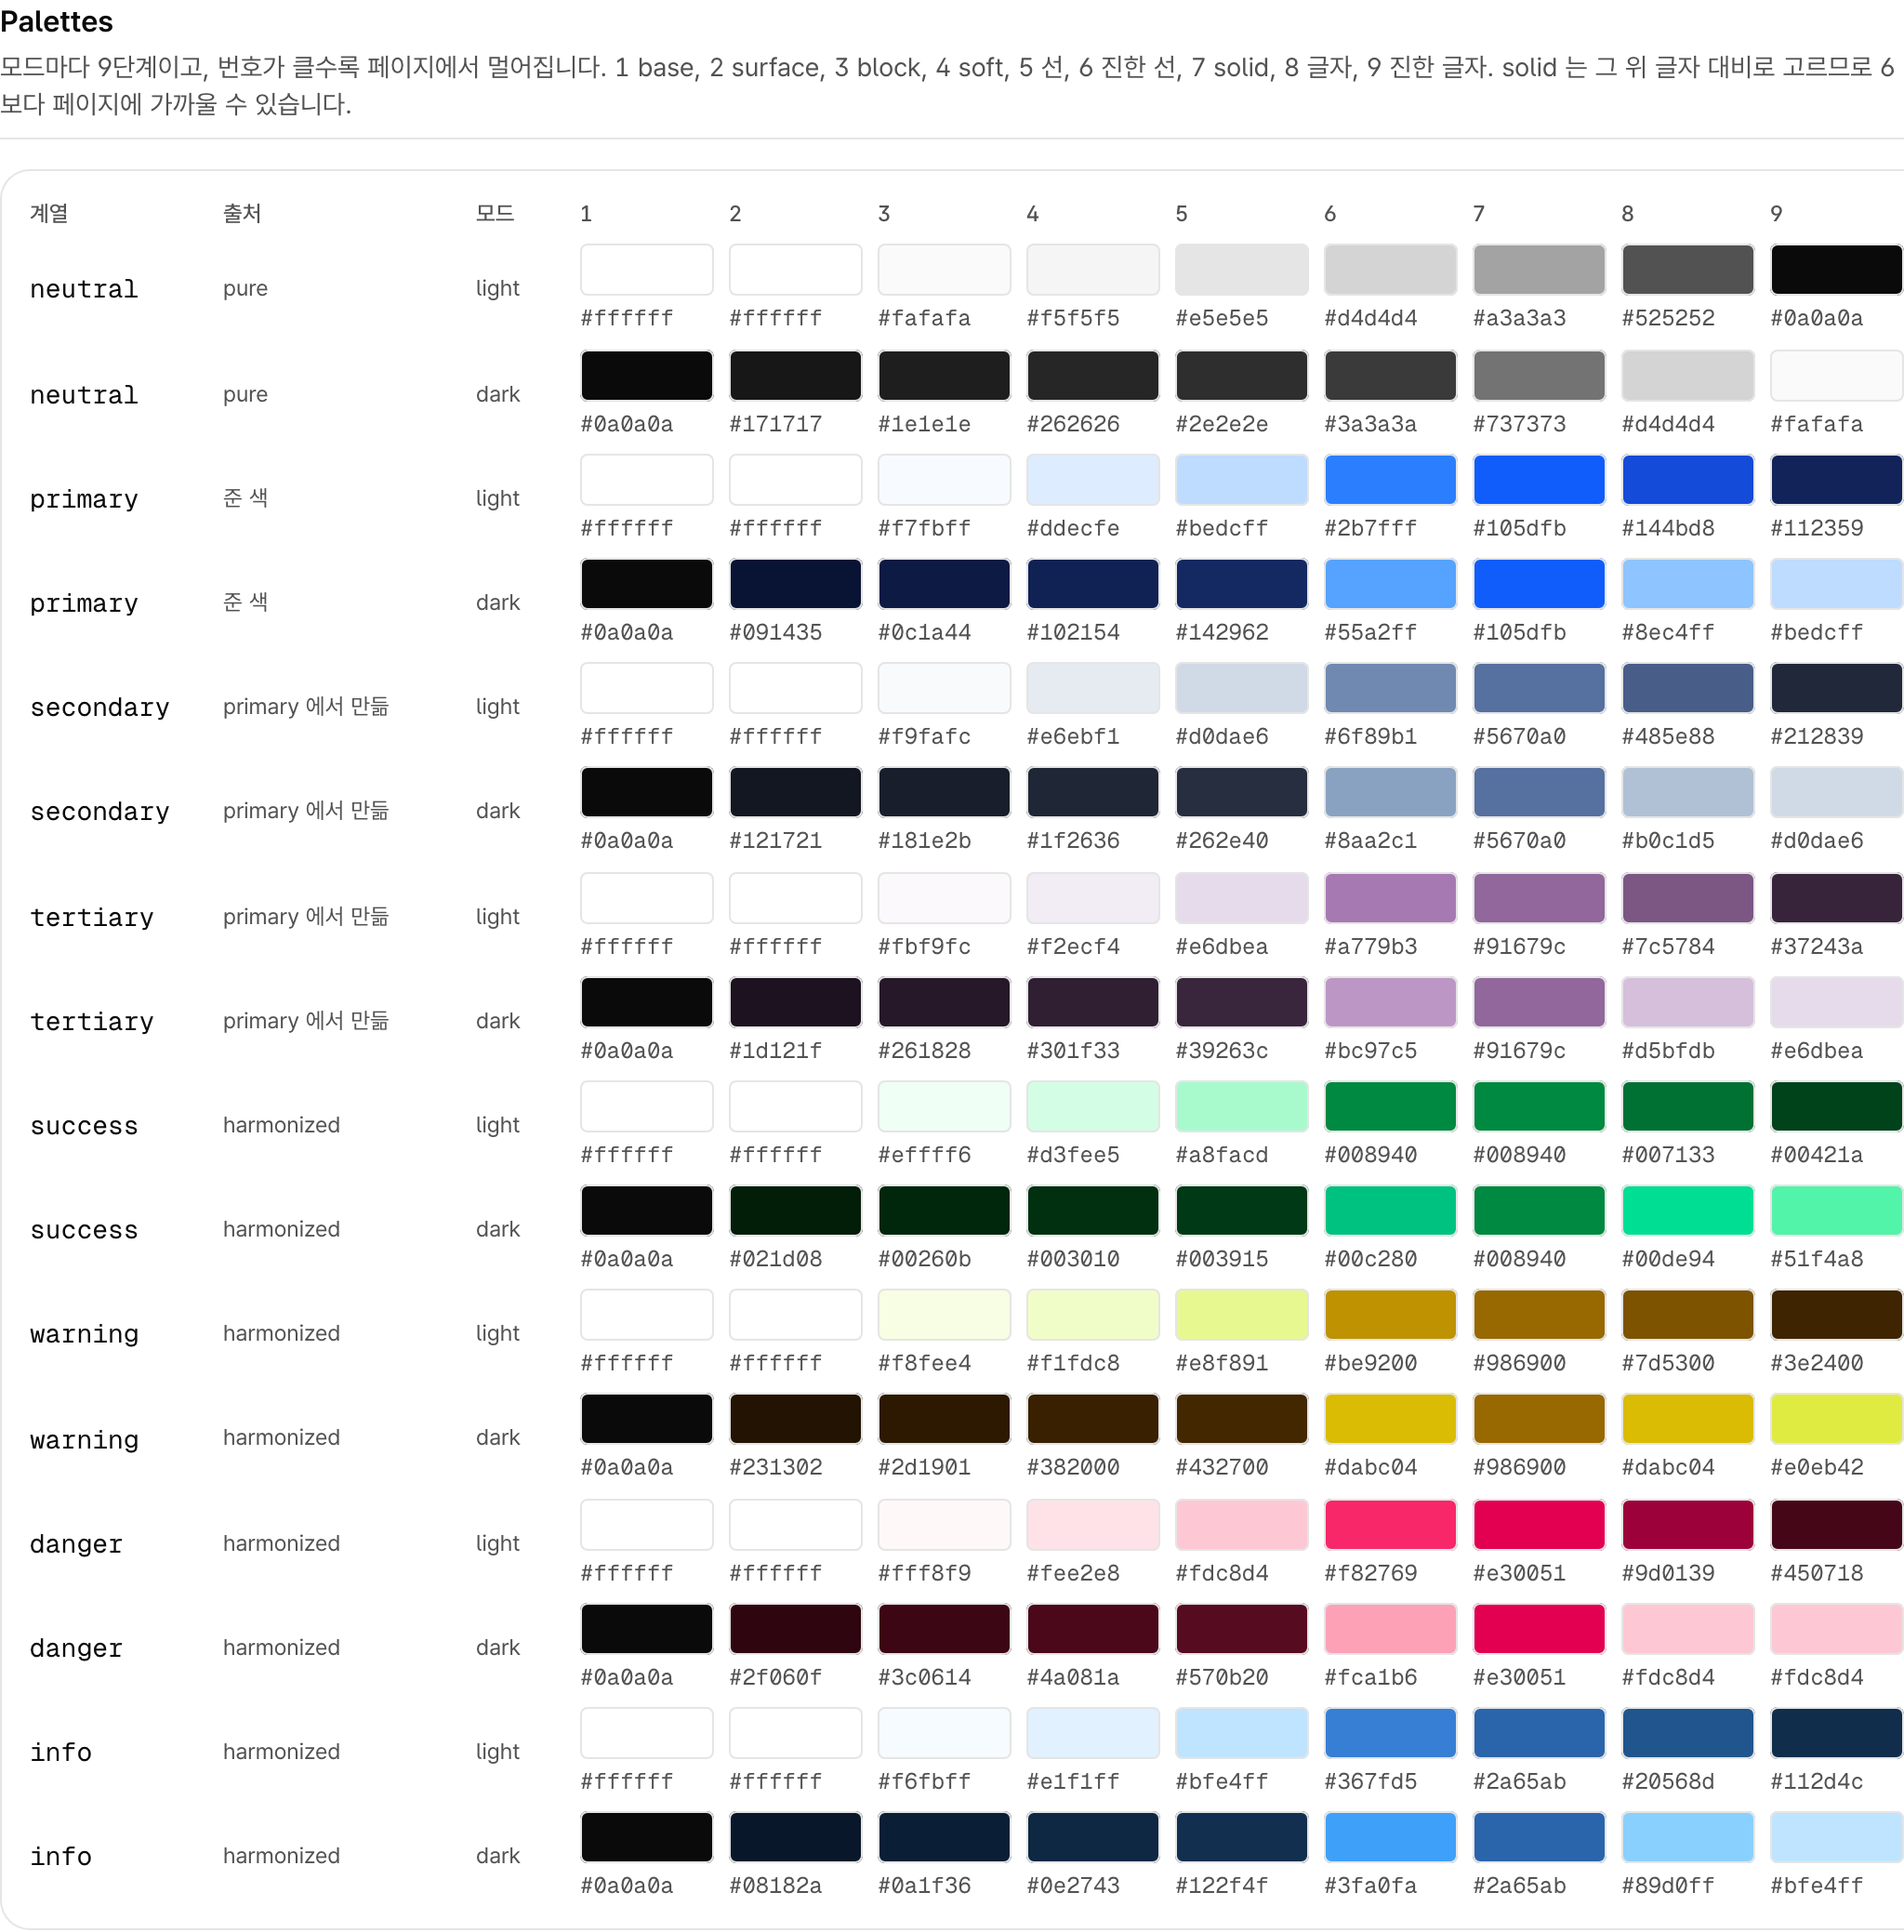 Palettes
모드마다 9단계이고, 번호가 클수록 페이지에서 멀어집니다. 1 base, 2 surface, 3 block, 4 soft, 5 선, 6 진한 선, 7 solid, 8 글자, 9 진한 글자. solid 는 그 위 글자 대비로 고르므로 6
보다 페이지에 가까울 수 있습니다.
계열 출처 모드 1 2 3 4 5 6 7 8 9
neutral pure light
#ffffff #ffffff #fafafa #f5f5f5 #e5e5e5 #d4d4d4 #a3a3a3 #525252 #0a0a0a
neutral pure dark
#0a0a0a #171717 #1e1e1e #262626 #2e2e2e #3a3a3a #737373 #d4d4d4 #fafafa
primary 준 색 light
#ffffff #ffffff #f7fbff #ddecfe #bedcff #2b7fff #105dfb #144bd8 #112359
primary 준 색 dark
#0a0a0a #091435 #0c1a44 #102154 #142962 #55a2ff #105dfb #8ec4ff #bedcff
secondary primary 에서 만듦 light
#ffffff #ffffff #f9fafc #e6ebf1 #d0dae6 #6f89b1 #5670a0 #485e88 #212839
secondary primary 에서 만듦 dark
#0a0a0a #121721 #181e2b #1f2636 #262e40 #8aa2c1 #5670a0 #b0c1d5 #d0dae6
tertiary primary 에서 만듦 light
#ffffff #ffffff #fbf9fc #f2ecf4 #e6dbea #a779b3 #91679c #7c5784 #37243a
tertiary primary 에서 만듦 dark
#0a0a0a #1d121f #261828 #301f33 #39263c #bc97c5 #91679c #d5bfdb #e6dbea
success harmonized light
#ffffff #ffffff #effff6 #d3fee5 #a8facd #008940 #008940 #007133 #00421a
success harmonized dark
#0a0a0a #021d08 #00260b #003010 #003915 #00c280 #008940 #00de94 #51f4a8
warning harmonized light
#ffffff #ffffff #f8fee4 #f1fdc8 #e8f891 #be9200 #986900 #7d5300 #3e2400
warning harmonized dark
#0a0a0a #231302 #2d1901 #382000 #432700 #dabc04 #986900 #dabc04 #e0eb42
danger harmonized light
#ffffff #ffffff #fff8f9 #fee2e8 #fdc8d4 #f82769 #e30051 #9d0139 #450718
danger harmonized dark
#0a0a0a #2f060f #3c0614 #4a081a #570b20 #fca1b6 #e30051 #fdc8d4 #fdc8d4
info harmonized light
#ffffff #ffffff #f6fbff #e1f1ff #bfe4ff #367fd5 #2a65ab #20568d #112d4c
info harmonized dark
#0a0a0a #08182a #0a1f36 #0e2743 #122f4f #3fa0fa #2a65ab #89d0ff #bfe4ff